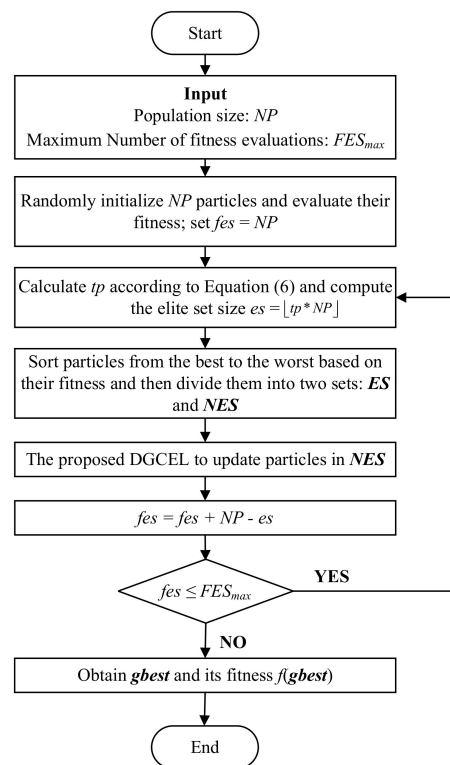 Start
Input
Population size: NP
Maximum Number of fitness evaluations: FESmax
Randomly initialize NP particles and evaluate their
fitness; set fes = NP
Calculate tp according to Equation (6) and compute
the elite set size es = ⌊tp * NP⌋
Sort particles from the best to the worst based on
their fitness and then divide them into two sets: ES
and NES
The proposed DGCEL to update particles in NES
fes = fes + NP - es
fes ≤ FESmax
YES
NO
Obtain gbest and its fitness f(gbest)
End